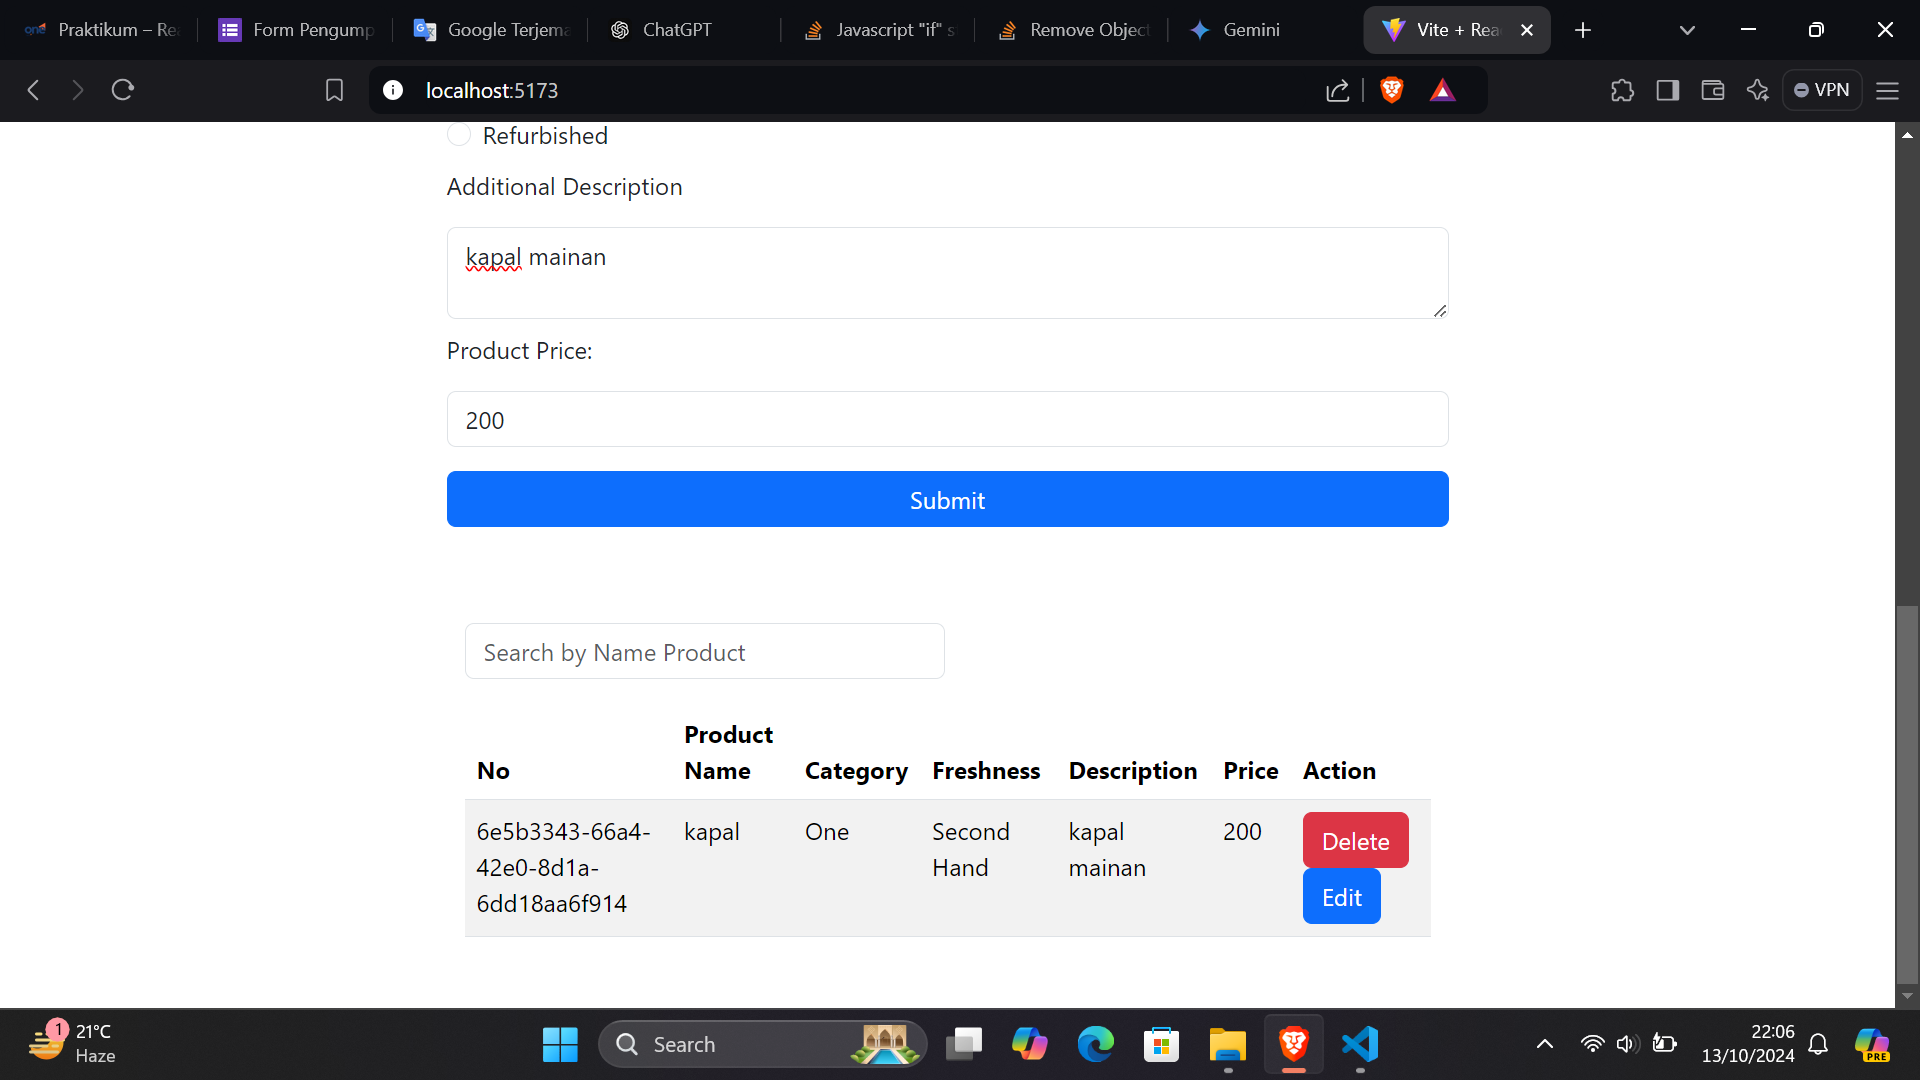 Praktikum – Re
Form Pengump
Google Terjema
ChatGPT
Javascript "if" s
Remove Object
Gemini
Vite + Rea
localhost:5173
VPN
Refurbished
Additional Description
kapal mainan
Product Price:
200
Submit
Search by Name Product
No
Product
Name
Category
Freshness
Description
Price
Action
6e5b3343-66a4-
42e0-8d1a-
6dd18aa6f914
kapal
One
Second
Hand
kapal
mainan
200
Delete
Edit
1
21°C
Haze
Search
22:06
13/10/2024
PRE